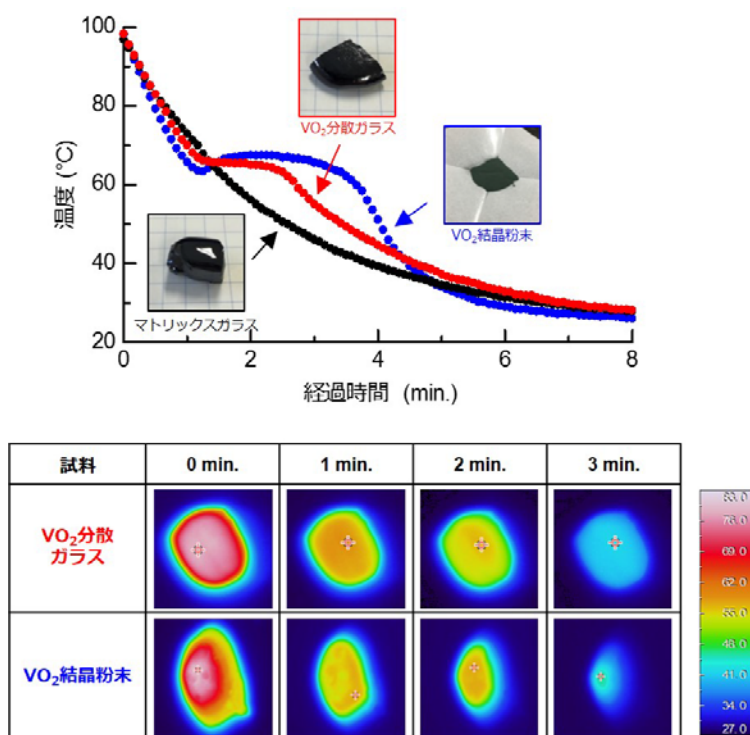 100
80
60
40
20
温度 (°C)
VO₂分散ガラス
VO₂結晶粉末
マトリックスガラス
0
2
4
6
8
経過時間 (min.)
試料
0 min.
1 min.
2 min.
3 min.
VO₂分散
ガラス
VO₂結晶粉末
83.0
76.0
69.0
62.0
55.0
48.0
41.0
34.0
27.0